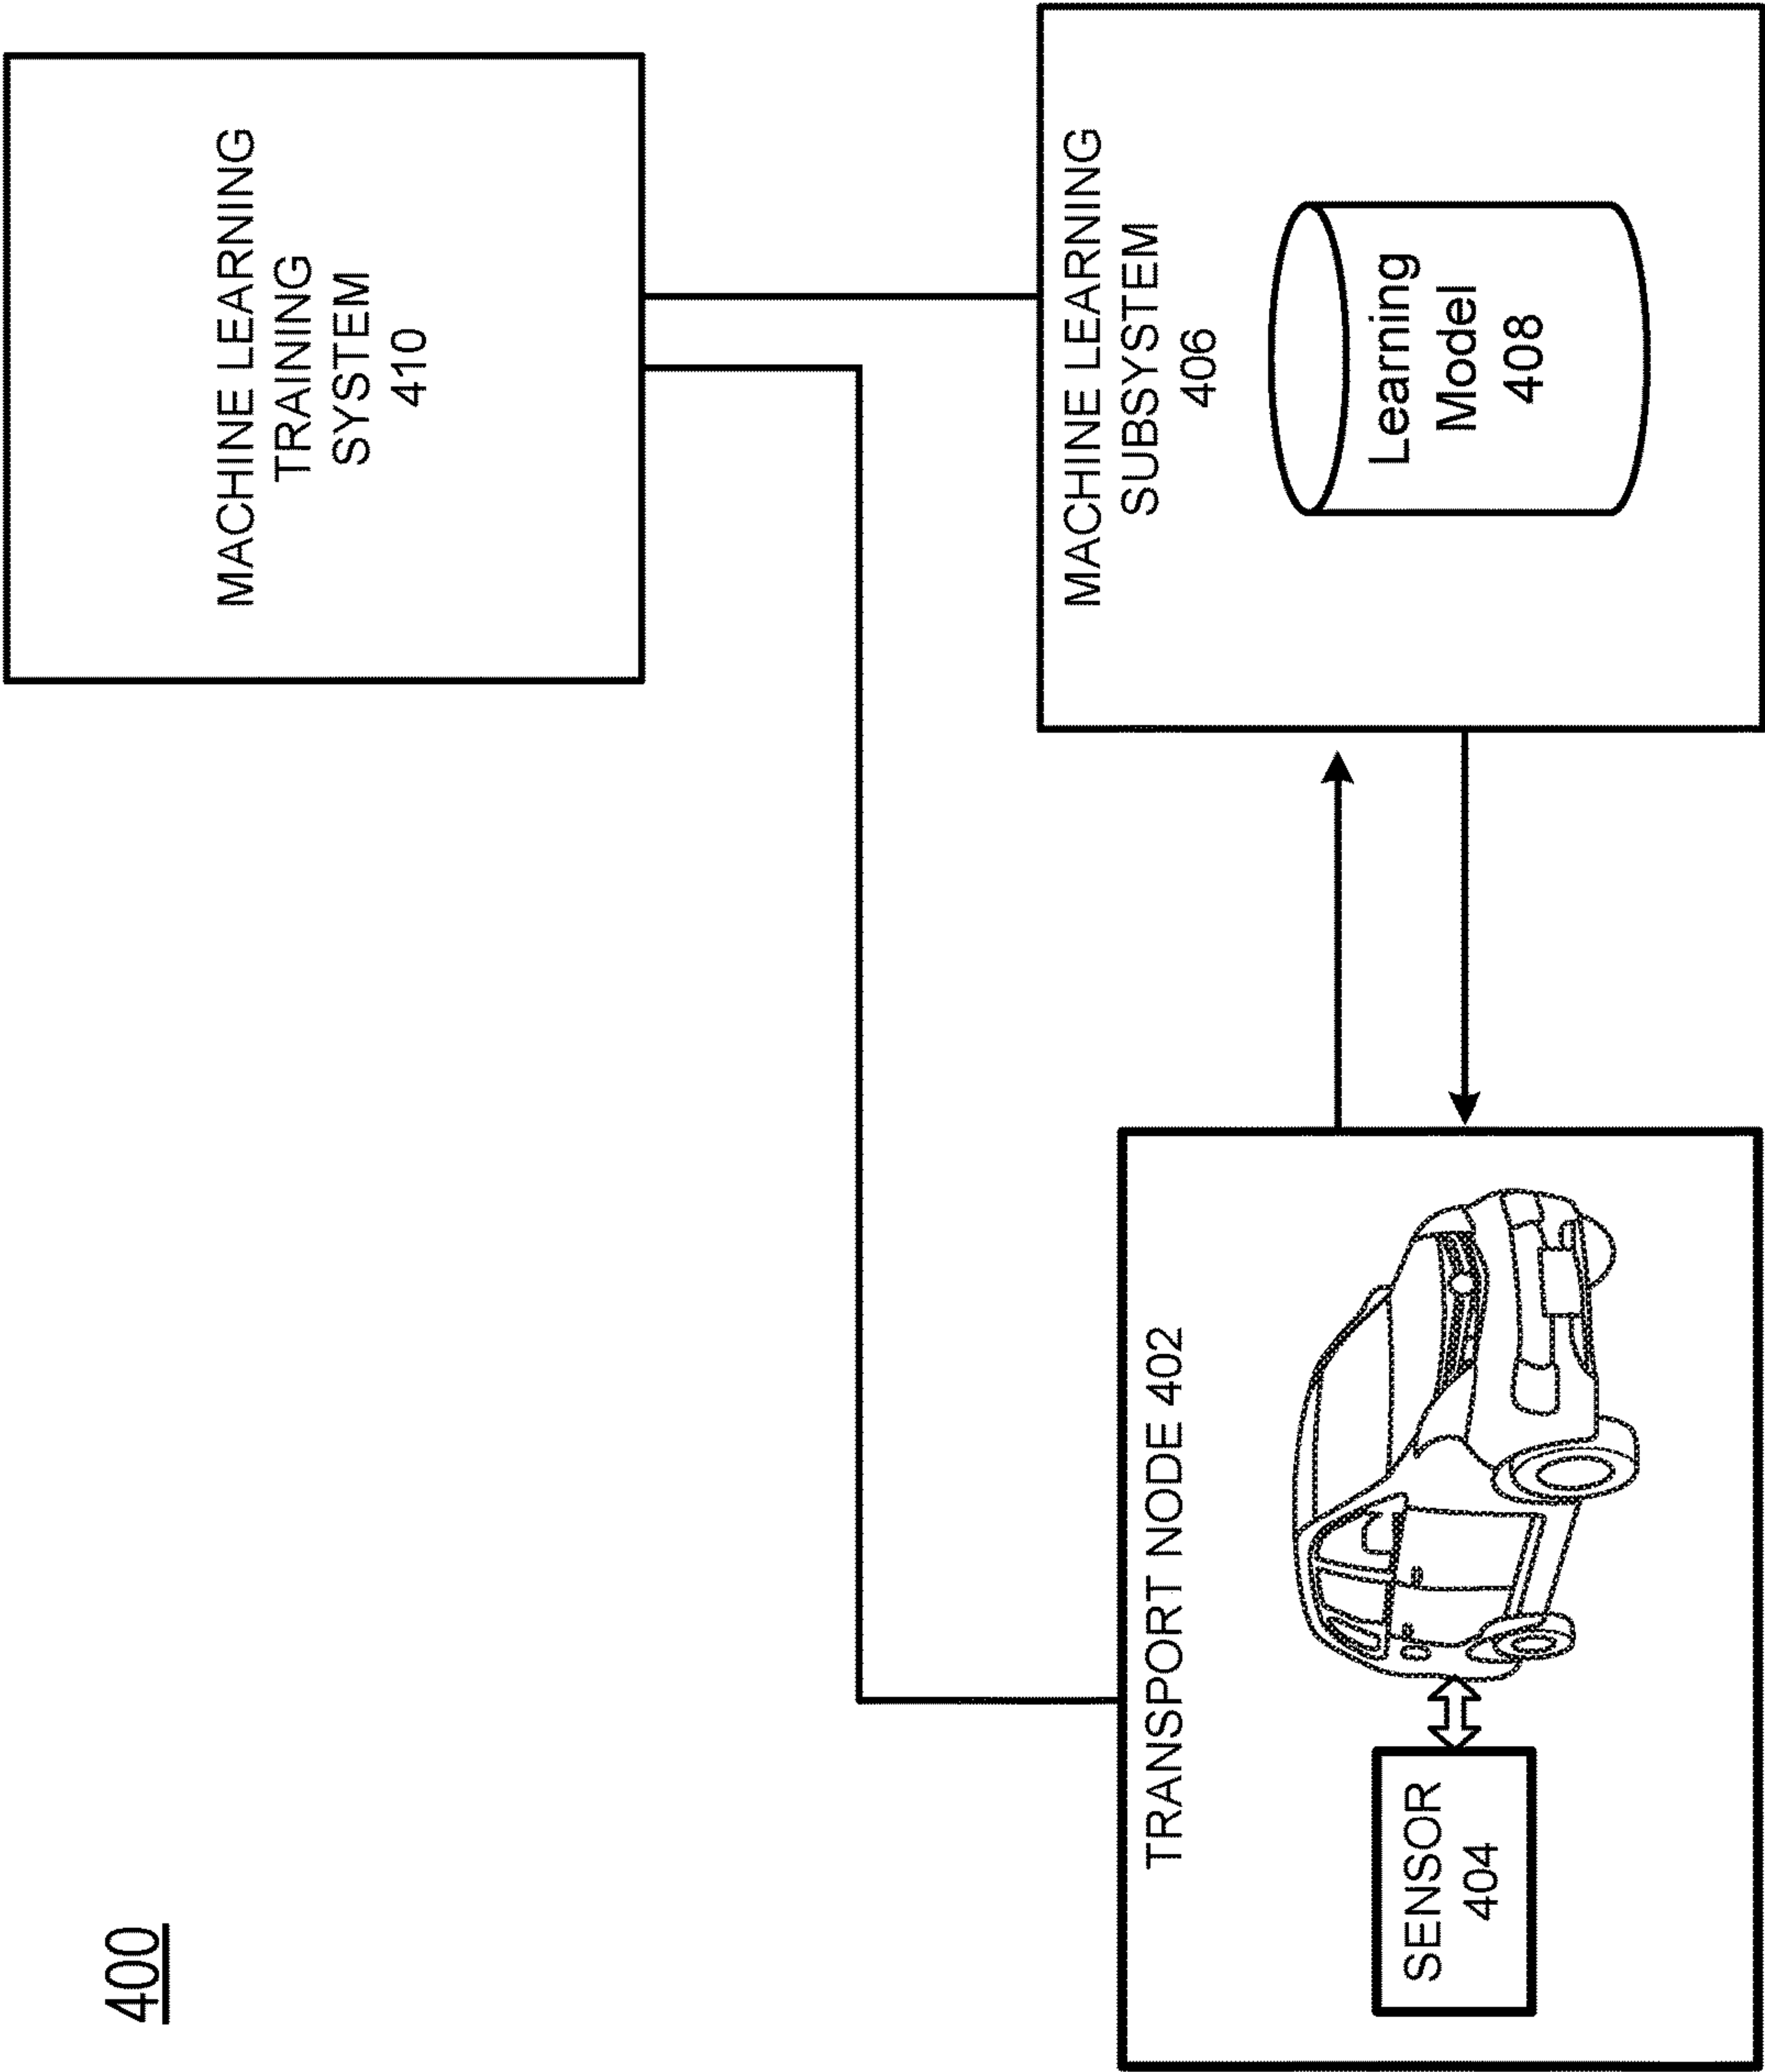 400
MACHINE LEARNING
TRAINING
SYSTEM
410
TRANSPORT NODE 402
SENSOR
404
MACHINE LEARNING
SUBSYSTEM
406
Learning
Model
408